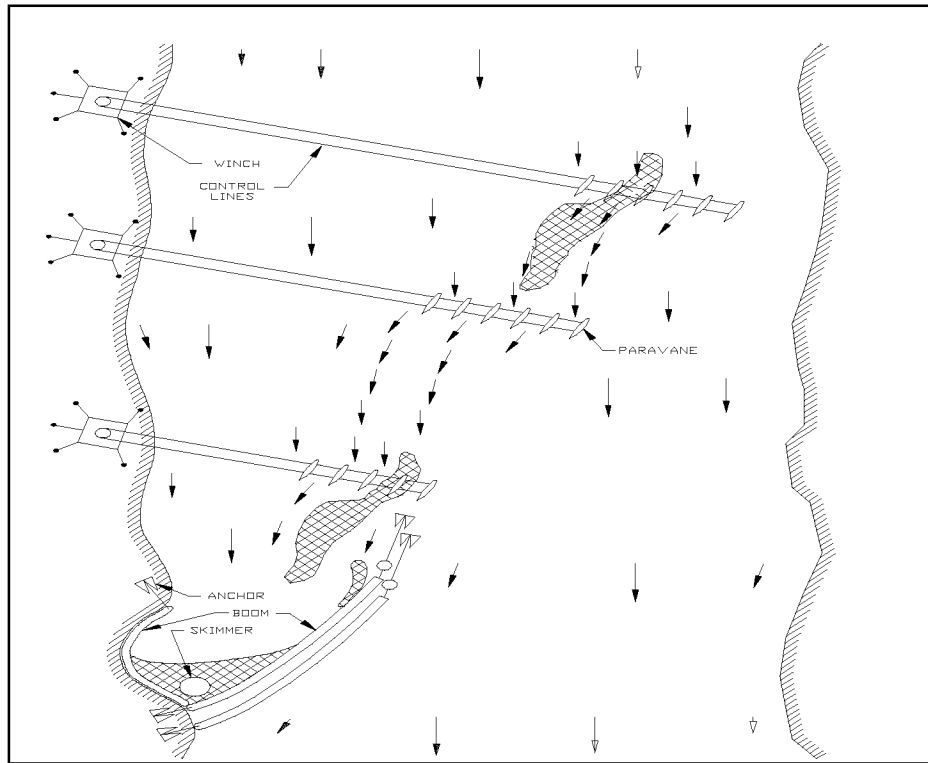 WINCH
CONTROL
LINES
PARAVANE
ANCHOR
BOOM
SKIMMER